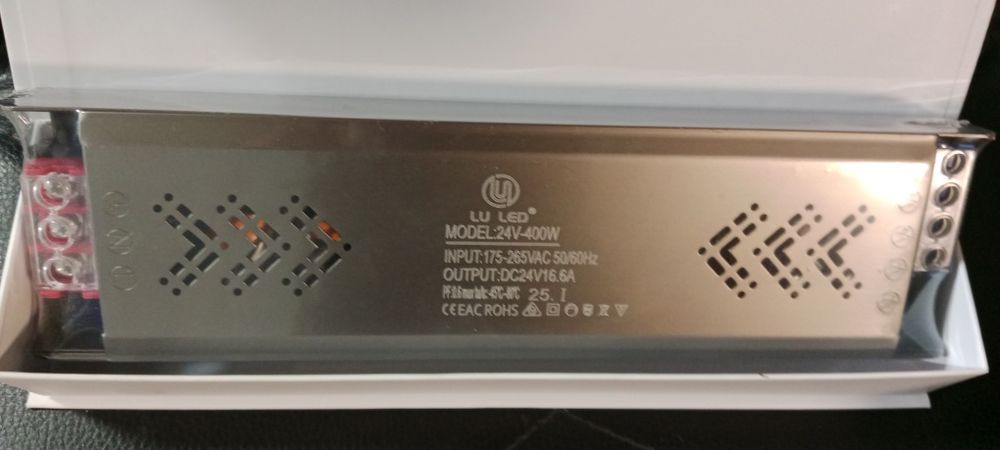 LU LED®
MODEL:24V-400W
INPUT:175-265VAC 50/60Hz
OUTPUT:DC24V16.6A
25.1
CE EAC ROHS
L
N